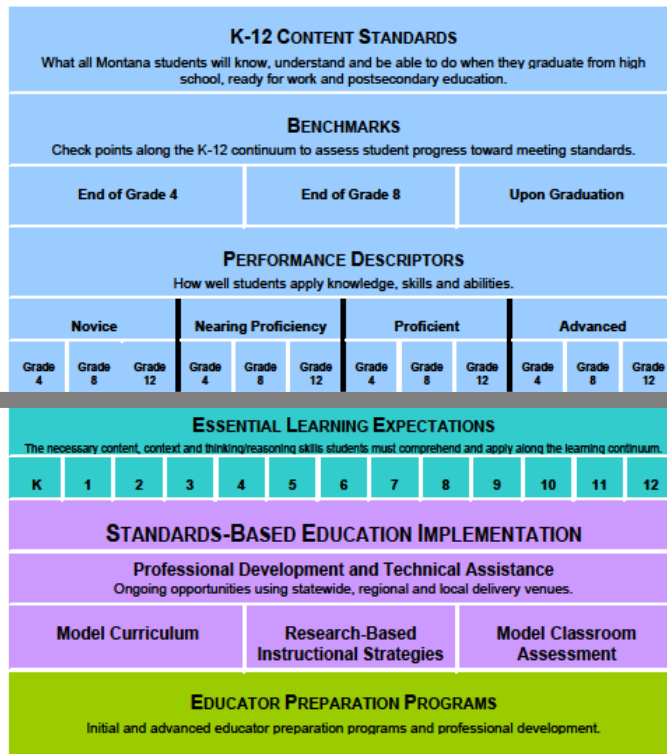 K-12 CONTENT STANDARDS
What all Montana students will know, understand and be able to do when they graduate from high
school, ready for work and postsecondary education.
BENCHMARKS
Check points along the K-12 continuum to assess student progress toward meeting standards.
End of Grade 4 End of Grade 8 Upon Graduation
PERFORMANCE DESCRIPTORS
How well students apply knowledge, skills and abilities.
Novice Nearing Proficiency Proficient Advanced
Grade Grade Grade Grade Grade Grade Grade Grade Grade Grade Grade Grade
4 8 12 4 8 12 4 8 12 4 8 12
ESSENTIAL LEARNING EXPECTATIONS
The necessary content, context and thinking/reasoning skills students must comprehend and apply along the learning continuum.
K 1 2 3 4 5 6 7 8 9 10 11 12
STANDARDS-BASED EDUCATION IMPLEMENTATION
Professional Development and Technical Assistance
Ongoing opportunities using statewide, regional and local delivery venues.
Model Curriculum Research-Based Model Classroom
Instructional Strategies Assessment
EDUCATOR PREPARATION PROGRAMS
Initial and advanced educator preparation programs and professional development.